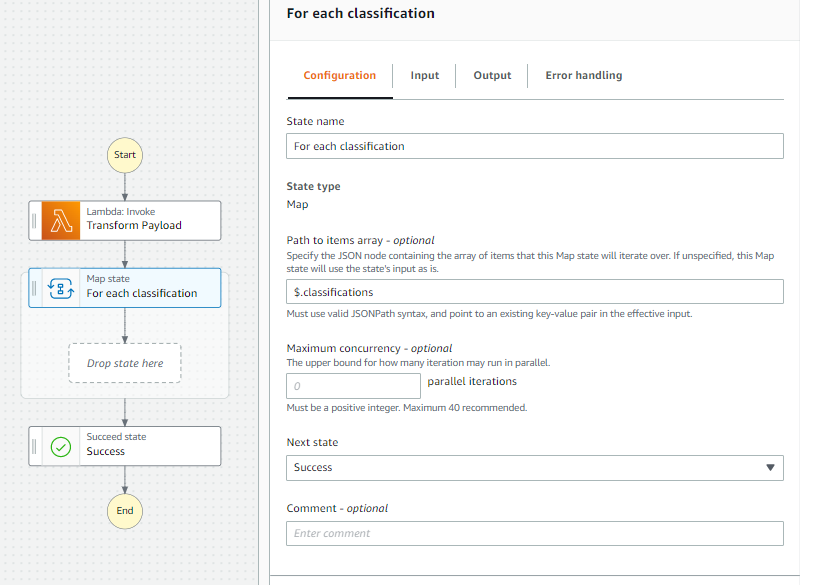 Start
Lambda: Invoke
Transform Payload
Map state
For each classification
Drop state here
Succeed state
Success
End
For each classification
Configuration
Input
Output
Error handling
State name
For each classification
State type
Map
Path to items array - optional
Specify the JSON node containing the array of items that this Map state will iterate over. If unspecified, this Map
state will use the state's input as is.
$.classifications
Must use valid JSONPath syntax, and point to an existing key-value pair in the effective input.
Maximum concurrency - optional
The upper bound for how many iteration may run in parallel.
0
parallel iterations
Must be a positive integer. Maximum 40 recommended.
Next state
Success
Comment - optional
Enter comment